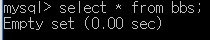 mysql> select * from bbs;
Empty set (0.00 sec)